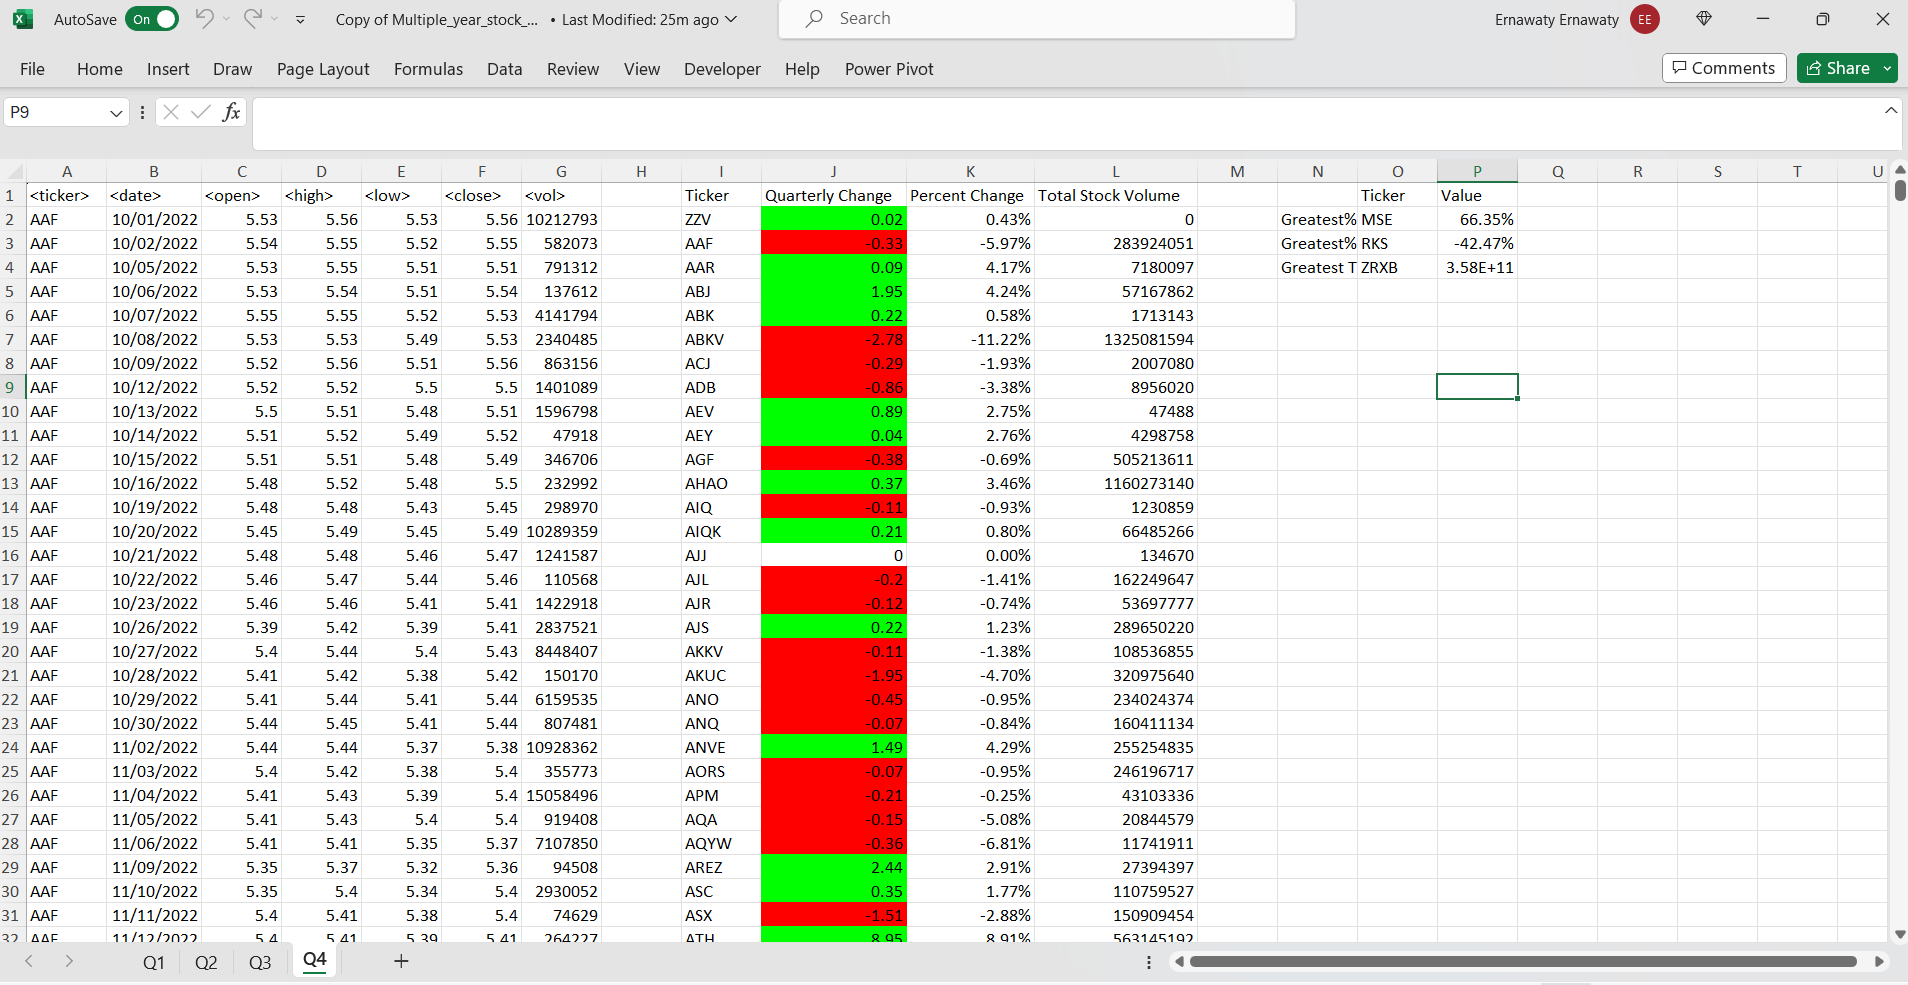 AutoSave On Copy of Multiple_year_stock_... • Last Modified: 25m ago Search Ernawaty Ernawaty EE
File Home Insert Draw Page Layout Formulas Data Review View Developer Help Power Pivot Comments Share
P9 fx
A B C D E F G H I J K L M N O P Q R S T U
1 <ticker> <date> <open> <high> <low> <close> <vol> Ticker Quarterly Change Percent Change Total Stock Volume Ticker Value
2 AAF 10/01/2022 5.53 5.56 5.53 5.56 10212793 ZZV 0.02 0.43% 0 Greatest% MSE 66.35%
3 AAF 10/02/2022 5.54 5.55 5.52 5.55 582073 AAF -0.33 -5.97% 283924051 Greatest% RKS -42.47%
4 AAF 10/05/2022 5.53 5.55 5.51 5.51 791312 AAR 0.09 4.17% 7180097 Greatest T ZRXB 3.58E+11
5 AAF 10/06/2022 5.53 5.54 5.51 5.54 137612 ABJ 1.95 4.24% 57167862
6 AAF 10/07/2022 5.55 5.55 5.52 5.53 4141794 ABK 0.22 0.58% 1713143
7 AAF 10/08/2022 5.53 5.53 5.49 5.53 2340485 ABKV -2.78 -11.22% 1325081594
8 AAF 10/09/2022 5.52 5.56 5.51 5.56 863156 ACJ -0.29 -1.93% 2007080
9 AAF 10/12/2022 5.52 5.52 5.5 5.5 1401089 ADB -0.86 -3.38% 8956020
10 AAF 10/13/2022 5.5 5.51 5.48 5.51 1596798 AEV 0.89 2.75% 47488
11 AAF 10/14/2022 5.51 5.52 5.49 5.52 47918 AEY 0.04 2.76% 4298758
12 AAF 10/15/2022 5.51 5.51 5.48 5.49 346706 AGF -0.38 -0.69% 505213611
13 AAF 10/16/2022 5.48 5.52 5.48 5.5 232992 AHAO 0.37 3.46% 1160273140
14 AAF 10/19/2022 5.48 5.48 5.43 5.45 298970 AIQ -0.11 -0.93% 1230859
15 AAF 10/20/2022 5.45 5.49 5.45 5.49 10289359 AIQK 0.21 0.80% 66485266
16 AAF 10/21/2022 5.48 5.48 5.46 5.47 1241587 AJJ 0 0.00% 134670
17 AAF 10/22/2022 5.46 5.47 5.44 5.46 110568 AJL -0.2 -1.41% 162249647
18 AAF 10/23/2022 5.46 5.46 5.41 5.41 1422918 AJR -0.12 -0.74% 53697777
19 AAF 10/26/2022 5.39 5.42 5.39 5.41 2837521 AJS 0.22 1.23% 289650220
20 AAF 10/27/2022 5.4 5.44 5.4 5.43 8448407 AKKV -0.11 -1.38% 108536855
21 AAF 10/28/2022 5.41 5.42 5.38 5.42 150170 AKUC -1.95 -4.70% 320975640
22 AAF 10/29/2022 5.41 5.44 5.41 5.44 6159535 ANO -0.45 -0.95% 234024374
23 AAF 10/30/2022 5.44 5.45 5.41 5.44 807481 ANQ -0.07 -0.84% 160411134
24 AAF 11/02/2022 5.44 5.44 5.37 5.38 10928362 ANVE 1.49 4.29% 255254835
25 AAF 11/03/2022 5.4 5.42 5.38 5.4 355773 AORS -0.07 -0.95% 246196717
26 AAF 11/04/2022 5.41 5.43 5.39 5.4 15058496 APM -0.21 -0.25% 43103336
27 AAF 11/05/2022 5.41 5.43 5.4 5.4 919408 AQA -0.15 -5.08% 20844579
28 AAF 11/06/2022 5.41 5.41 5.35 5.37 7107850 AQYW -0.36 -6.81% 11741911
29 AAF 11/09/2022 5.35 5.37 5.32 5.36 94508 AREZ 2.44 2.91% 27394397
30 AAF 11/10/2022 5.35 5.4 5.34 5.4 2930052 ASC 0.35 1.77% 110759527
31 AAF 11/11/2022 5.4 5.41 5.38 5.4 74629 ASX -1.51 -2.88% 150909454
32 AAF 11/12/2022 5.4 5.41 5.39 5.41 264227 ATH 8.95 8.91% 563145192
Q1 Q2 Q3 Q4